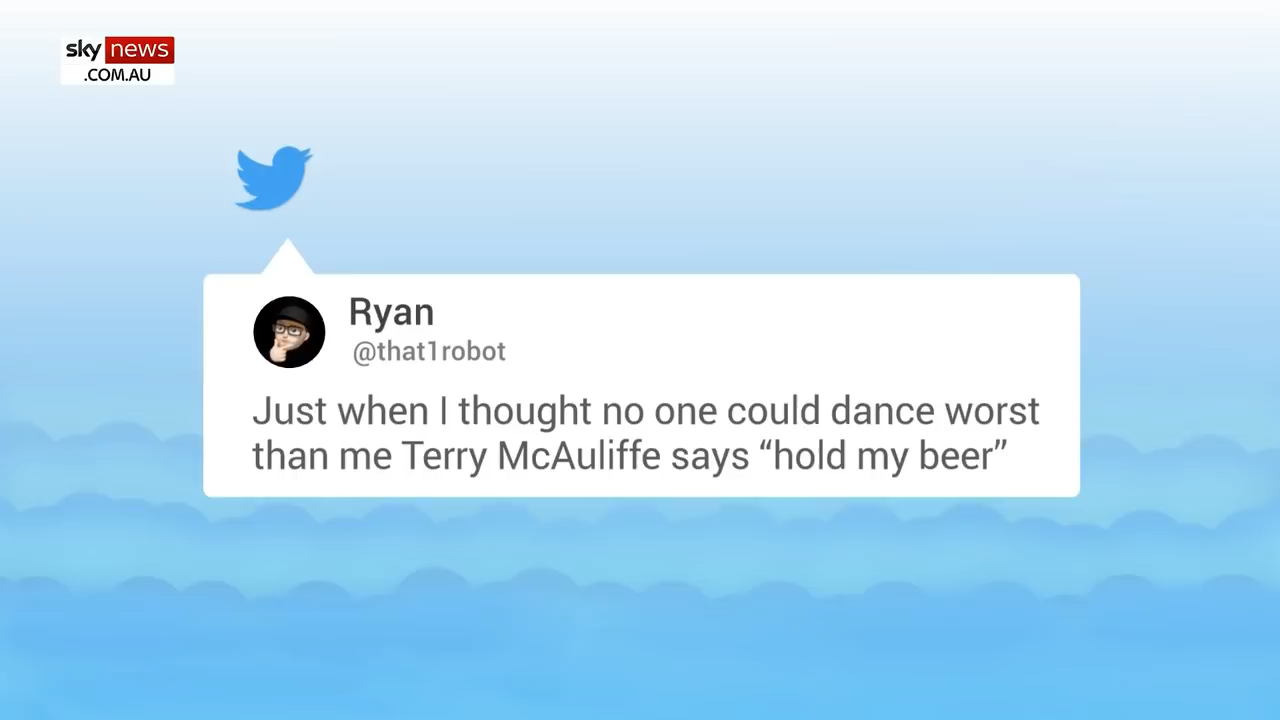 sky news
.COM.AU
Ryan
@that1robot
Just when I thought no one could dance worst
than me Terry McAuliffe says “hold my beer”